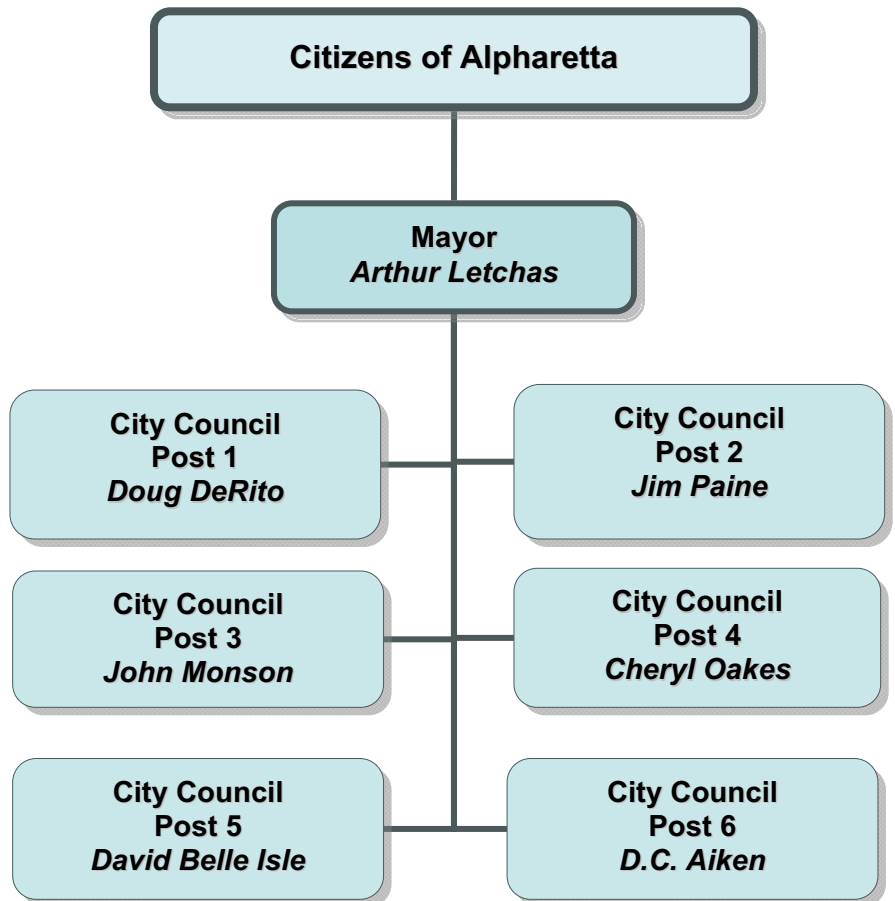 Citizens of Alpharetta
Mayor
Arthur Letchas
City Council
Post 1
Doug DeRito
City Council
Post 2
Jim Paine
City Council
Post 3
John Monson
City Council
Post 4
Cheryl Oakes
City Council
Post 5
David Belle Isle
City Council
Post 6
D.C. Aiken